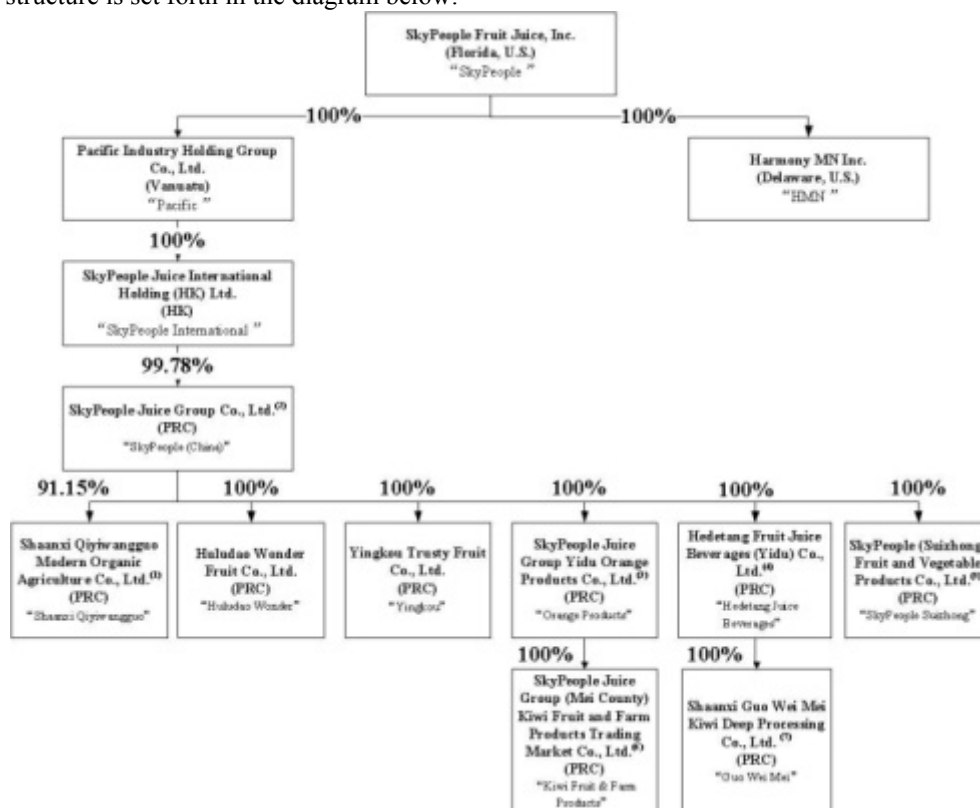 structure is set forth in the diagram below.
SkyPeople Fruit Juice, Inc.
(Florida, U.S.)
“SkyPeople ”
100%
100%
Pacific Industry Holding Group
Co., Ltd.
(Vanuatu)
“Pacific ”
Harmony MN Inc.
(Delaware, U.S.)
“HMN ”
100%
SkyPeople Juice International
Holding (HK) Ltd.
(HK)
“SkyPeople International ”
99.78%
SkyPeople Juice Group Co., Ltd.
(PRC)
“SkyPeople (China)”
91.15%
100%
100%
100%
100%
100%
Shaanxi Qiyiwangguo
Modern Organic
Agriculture Co., Ltd.
(PRC)
“Shaanxi Qiyiwangguo”
Huludao Wonder
Fruit Co., Ltd.
(PRC)
“Huludao Wonder”
Yingkou Trusty Fruit
Co., Ltd.
(PRC)
“Yingkou”
SkyPeople Juice
Group Yidu Orange
Products Co., Ltd.
(PRC)
“Orange Products”
Hedetang Fruit Juice
Beverages (Yidu) Co.,
Ltd.
(PRC)
“Hedetang Juice
Beverages”
SkyPeople (Suizhong)
Fruit and Vegetable
Products Co., Ltd.
(PRC)
“SkyPeople Suizhong”
100%
100%
SkyPeople Juice
Group (Mei County)
Kiwi Fruit and Farm
Products Trading
Market Co., Ltd.
(PRC)
“Kiwi Fruit & Farm
Products”
Shaanxi Guo Wei Mei
Kiwi Deep Processing
Co., Ltd.
(PRC)
“Guo Wei Mei”